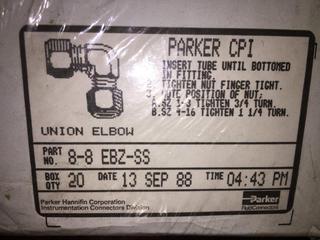 PARKER CPI
INSERT TUBE UNTIL BOTTOMED
IN FITTING.
TIGHTEN NUT FINGER TIGHT.
NOTE POSITION OF NUT;
A.SZ 1-3 TIGHTEN 3/4 TURN.
B.SZ 4-16 TIGHTEN 1 1/4 TURN.
UNION ELBOW
PART NO. 8-8 EBZ-SS
BOX QTY 20 DATE 13 SEP 88 TIME 04:43 PM
Parker Hannifin Corporation
Instrumentation Connectors Division
Parker
FluidConnectors